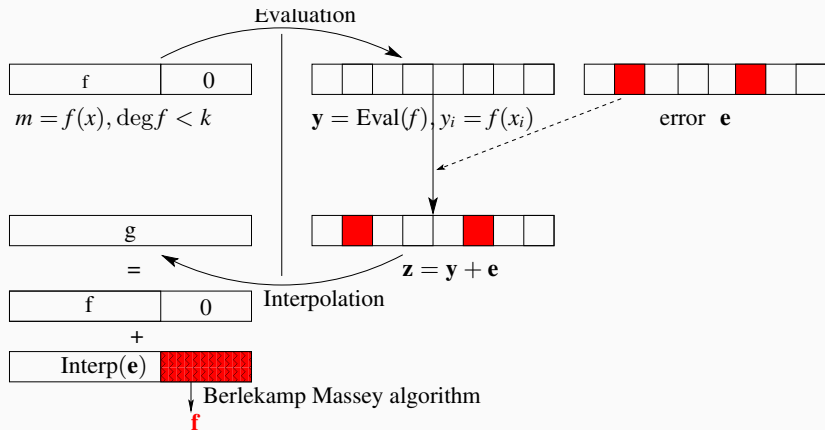 Evaluation
f 0
m = f(x), deg f < k
y = Eval(f), y_i = f(x_i)
error e
g
=
z = y + e
Interpolation
f 0
+
Interp(e)
Berlekamp Massey algorithm
f